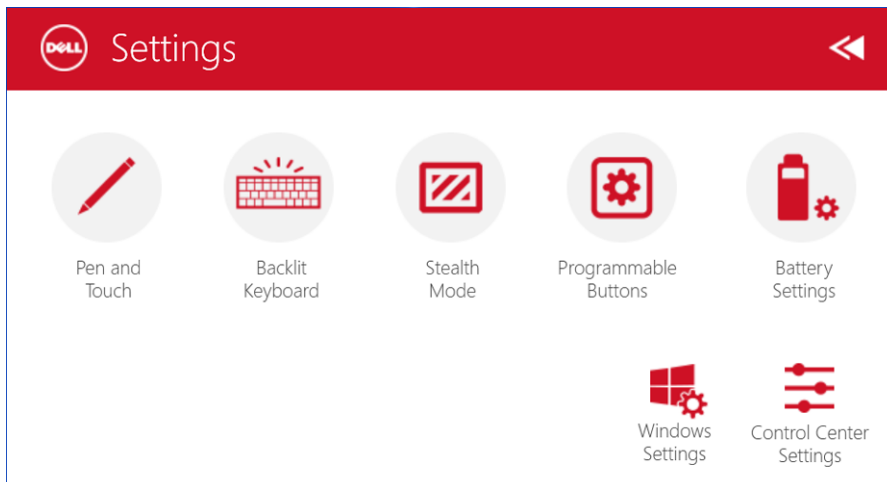 DELL Settings
Pen and
Touch
Backlit
Keyboard
Stealth
Mode
Programmable
Buttons
Battery
Settings
Windows
Settings
Control Center
Settings